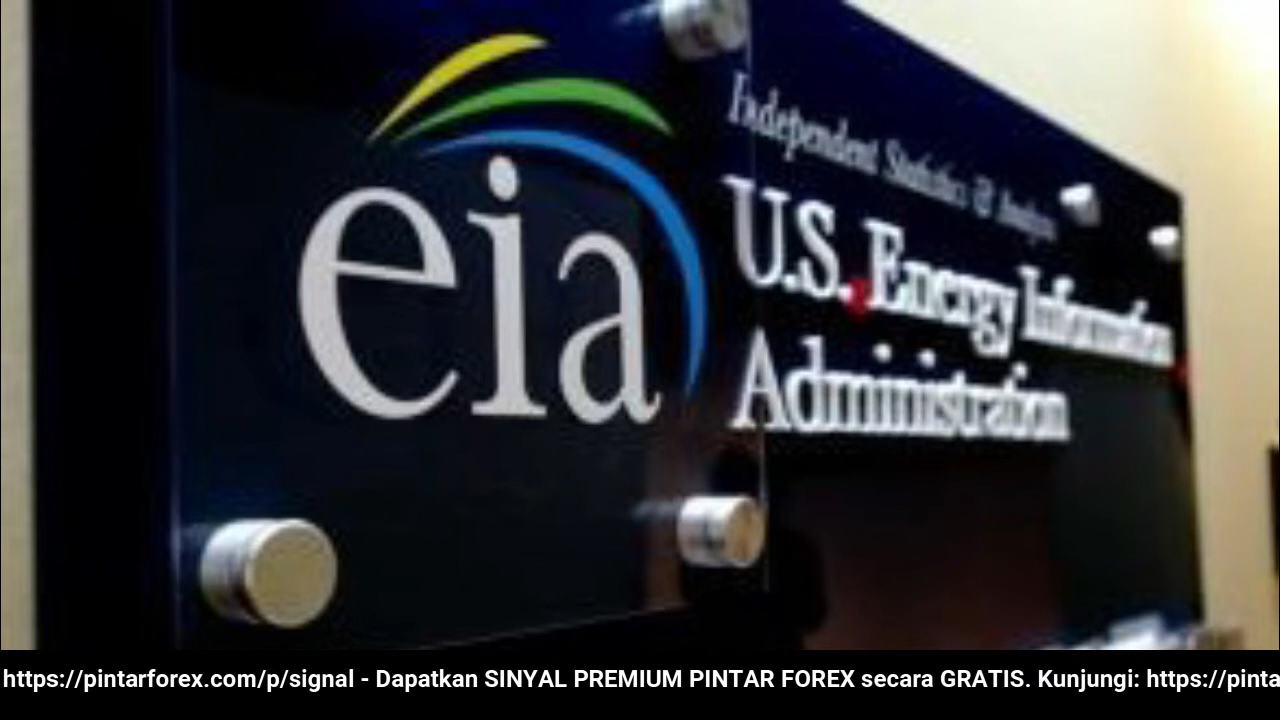 eia
Independent Statistics & Analysis
U.S. Energy Information
Administration
https://pintarforex.com/p/signal - Dapatkan SINYAL PREMIUM PINTAR FOREX secara GRATIS. Kunjungi: https://pinta